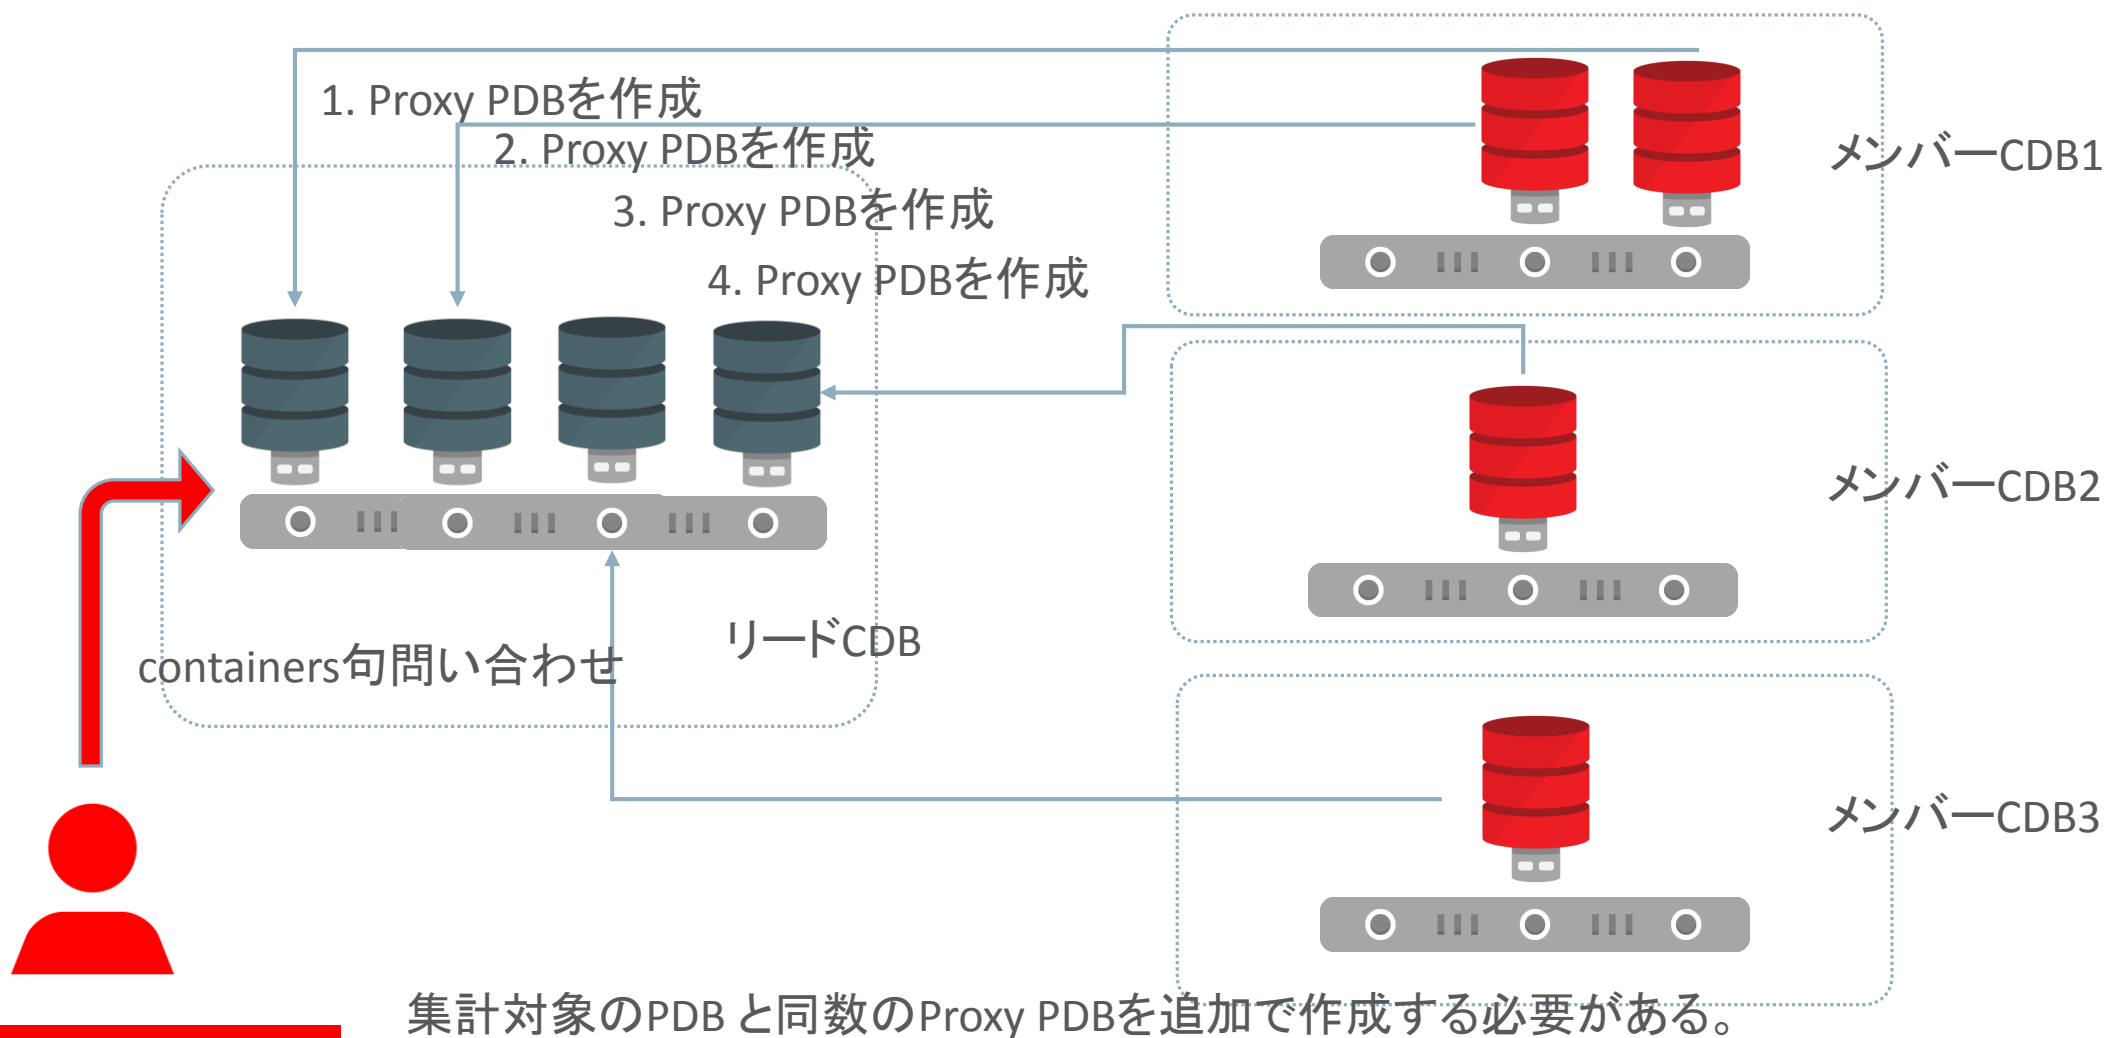 1. Proxy PDBを作成
2. Proxy PDBを作成
3. Proxy PDBを作成
4. Proxy PDBを作成
メンバーCDB1
メンバーCDB2
リードCDB
containers句問い合わせ
メンバーCDB3
集計対象のPDB と同数のProxy PDBを追加で作成する必要がある。